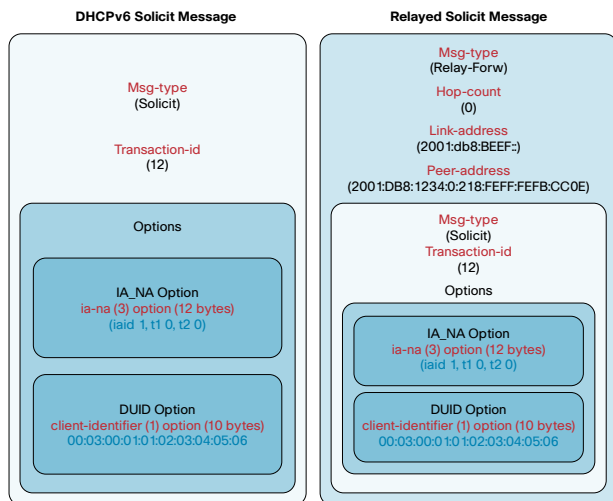 DHCPv6 Solicit Message
Msg-type
(Solicit)
Transaction-id
(12)
Options
IA_NA Option
ia-na (3) option (12 bytes)
(iaid 1, t1 0, t2 0)
DUID Option
client-identifier (1) option (10 bytes)
00:03:00:01:01:02:03:04:05:06
Relayed Solicit Message
Msg-type
(Relay-Forw)
Hop-count
(0)
Link-address
(2001:db8:BEEF::)
Peer-address
(2001:DB8:1234:0:218:FEFF:FEFB:CC0E)
Msg-type
(Solicit)
Transaction-id
(12)
Options
IA_NA Option
ia-na (3) option (12 bytes)
(iaid 1, t1 0, t2 0)
DUID Option
client-identifier (1) option (10 bytes)
00:03:00:01:01:02:03:04:05:06